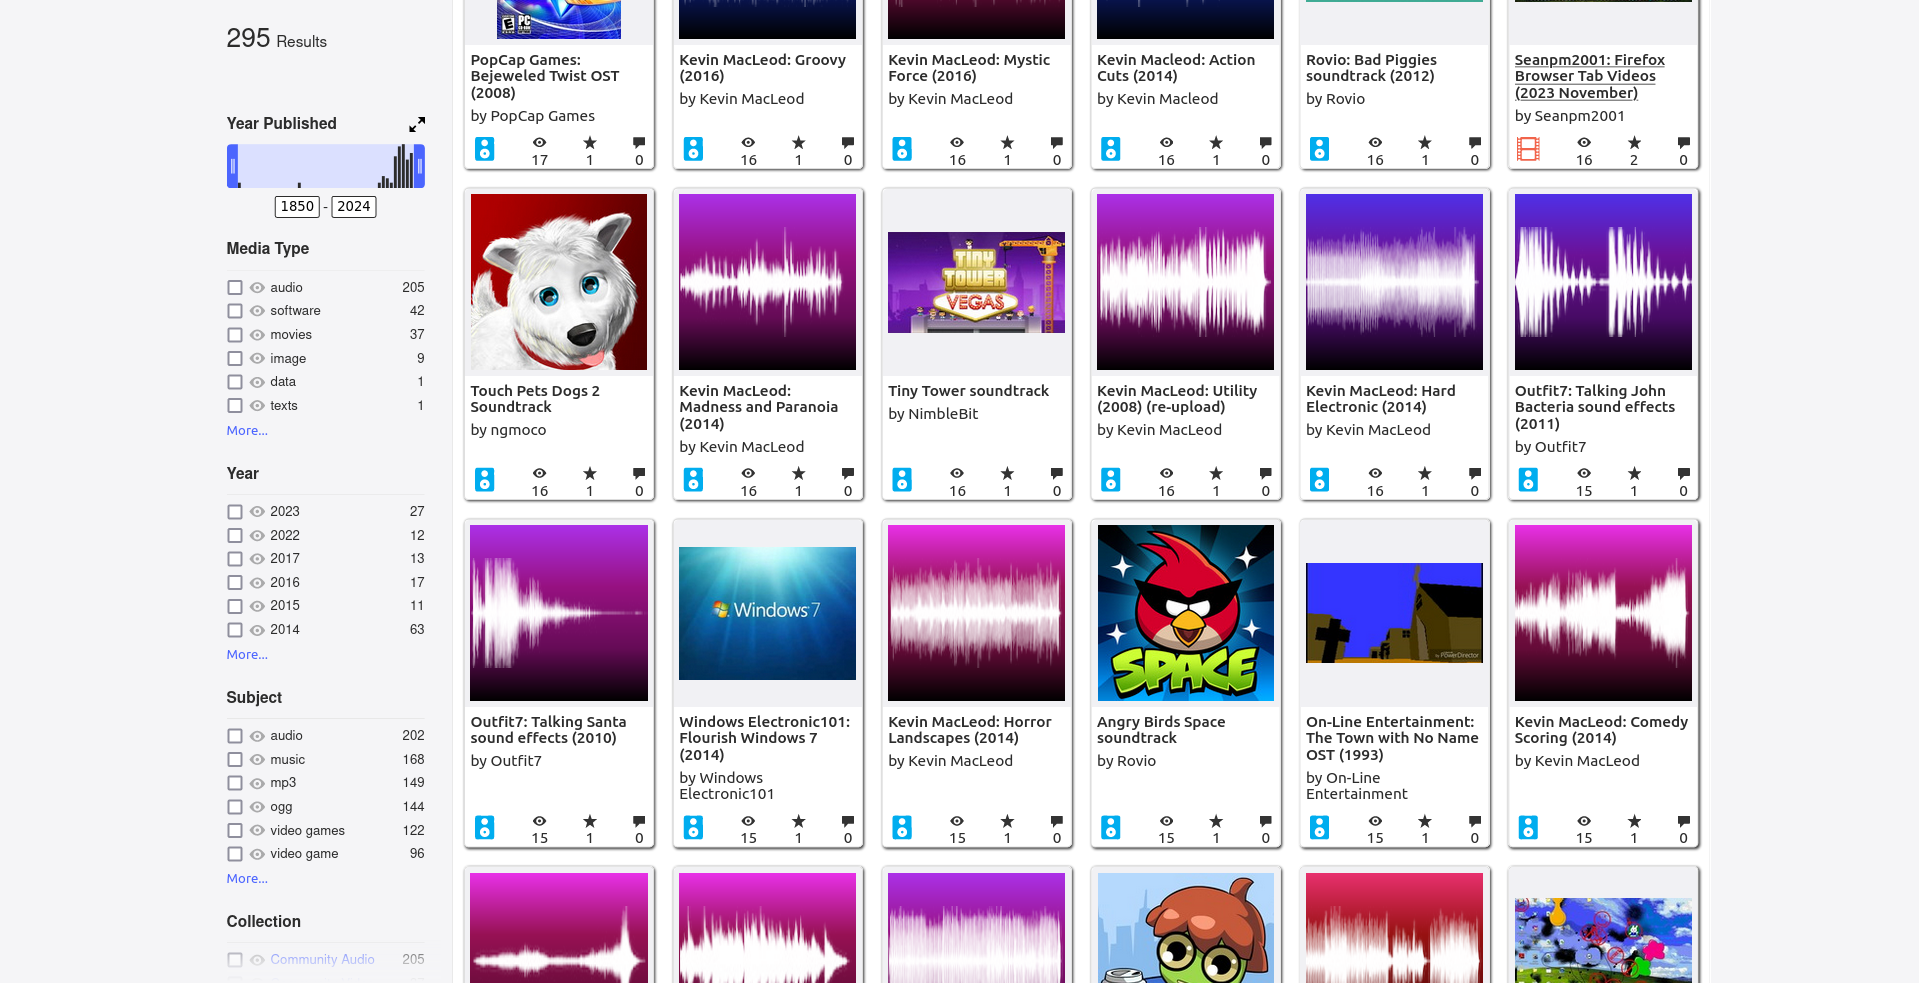 295 Results
Year Published
1850 - 2024
Media Type
audio 205
software 42
movies 37
image 9
data 1
texts 1
More...
Year
2023 27
2022 12
2017 13
2016 17
2015 11
2014 63
More...
Subject
audio 202
music 168
mp3 149
ogg 144
video games 122
video game 96
More...
Collection
Community Audio 205
E PC
PopCap Games:
Bejeweled Twist OST
(2008)
by PopCap Games
17 1 0
Kevin MacLeod: Groovy
(2016)
by Kevin MacLeod
16 1 0
Kevin MacLeod: Mystic
Force (2016)
by Kevin MacLeod
16 1 0
Kevin Macleod: Action
Cuts (2014)
by Kevin Macleod
16 1 0
Rovio: Bad Piggies
soundtrack (2012)
by Rovio
16 1 0
Seanpm2001: Firefox
Browser Tab Videos
(2023 November)
by Seanpm2001
16 2 0
Touch Pets Dogs 2
Soundtrack
by ngmoco
16 1 0
Kevin MacLeod:
Madness and Paranoia
(2014)
by Kevin MacLeod
16 1 0
TINY
TOWER
VEGAS
Tiny Tower soundtrack
by NimbleBit
16 1 0
Kevin MacLeod: Utility
(2008) (re-upload)
by Kevin MacLeod
16 1 0
Kevin MacLeod: Hard
Electronic (2014)
by Kevin MacLeod
16 1 0
Outfit7: Talking John
Bacteria sound effects
(2011)
by Outfit7
15 1 0
Outfit7: Talking Santa
sound effects (2010)
by Outfit7
15 1 0
Windows 7
Windows Electronic101:
Flourish Windows 7
(2014)
by Windows
Electronic101
15 1 0
Kevin MacLeod: Horror
Landscapes (2014)
by Kevin MacLeod
15 1 0
SPACE
Angry Birds Space
soundtrack
by Rovio
15 1 0
by PowerDirector
On-Line Entertainment:
The Town with No Name
OST (1993)
by On-Line
Entertainment
15 1 0
Kevin MacLeod: Comedy
Scoring (2014)
by Kevin MacLeod
15 1 0